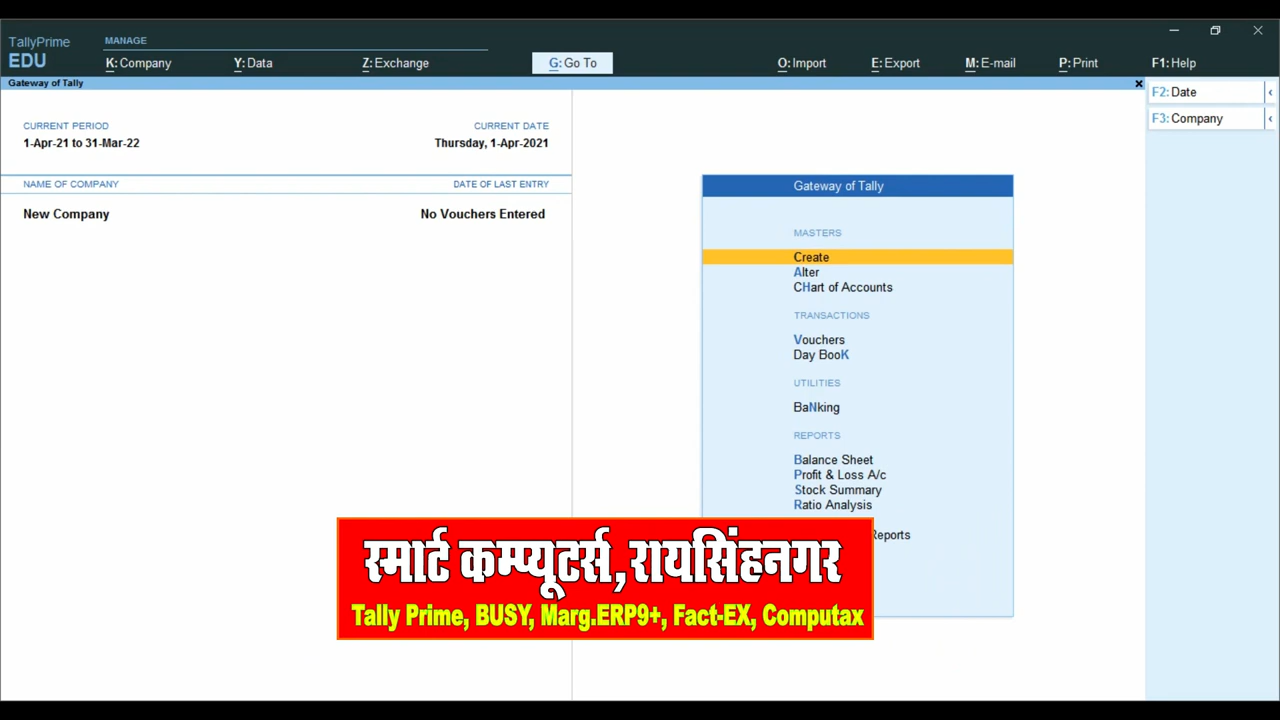 TallyPrime
EDU
MANAGE
K: Company
Y: Data
Z: Exchange
G: Go To
O: Import
E: Export
M: E-mail
P: Print
F1: Help
Gateway of Tally
F2: Date
F3: Company
CURRENT PERIOD
CURRENT DATE
1-Apr-21 to 31-Mar-22
Thursday, 1-Apr-2021
NAME OF COMPANY
DATE OF LAST ENTRY
New Company
No Vouchers Entered
Gateway of Tally
MASTERS
Create
Alter
CHart of Accounts
TRANSACTIONS
Vouchers
Day BooK
UTILITIES
BaNking
REPORTS
Balance Sheet
Profit & Loss A/c
Stock Summary
Ratio Analysis
Reports
स्मार्ट कम्प्यूटर्स,रायसिंहनगर
Tally Prime, BUSY, Marg.ERP9+, Fact-EX, Computax